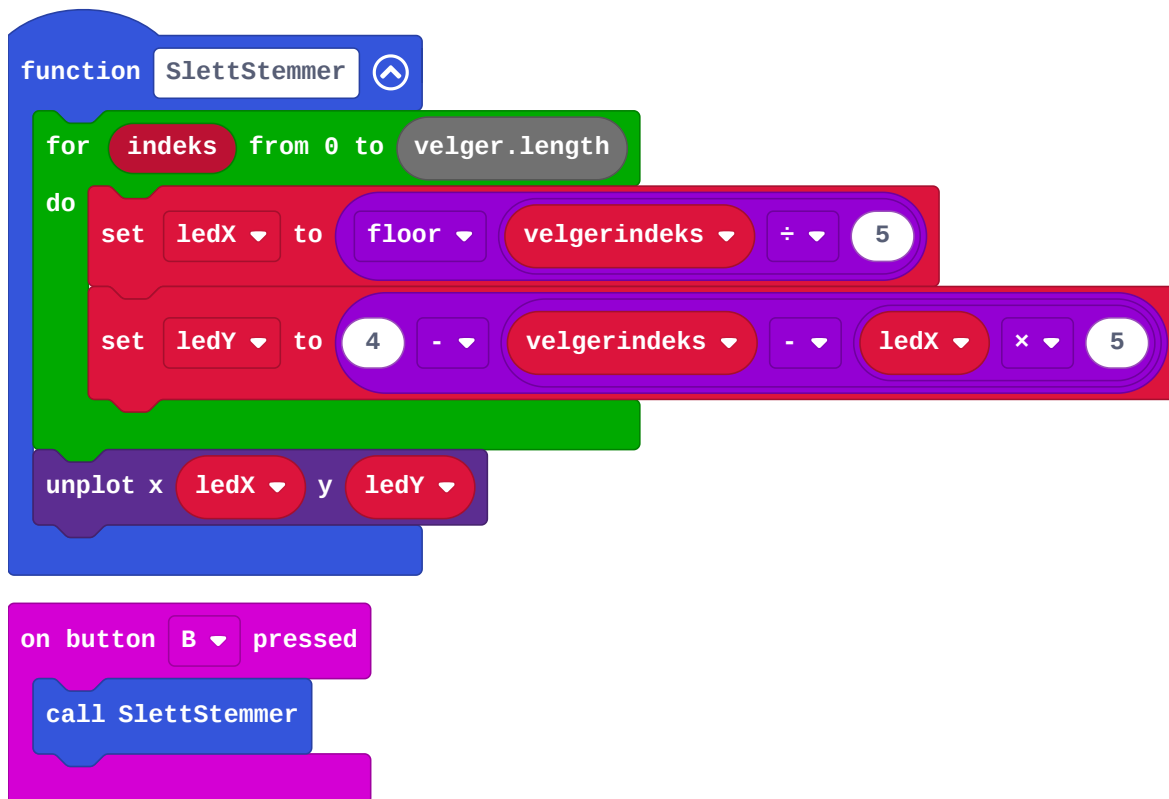 function SlettStemmer
for indeks from 0 to velger.length
do
set ledX to floor velgerindeks ÷ 5
set ledY to 4 - velgerindeks - ledX × 5
unplot x ledX y ledY
on button B pressed
call SlettStemmer